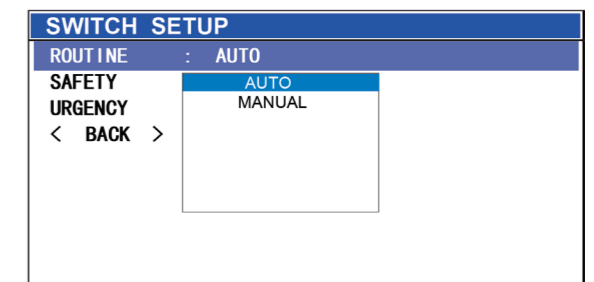 SWITCH SETUP
ROUTINE : AUTO
SAFETY
AUTO
URGENCY
MANUAL
< BACK >